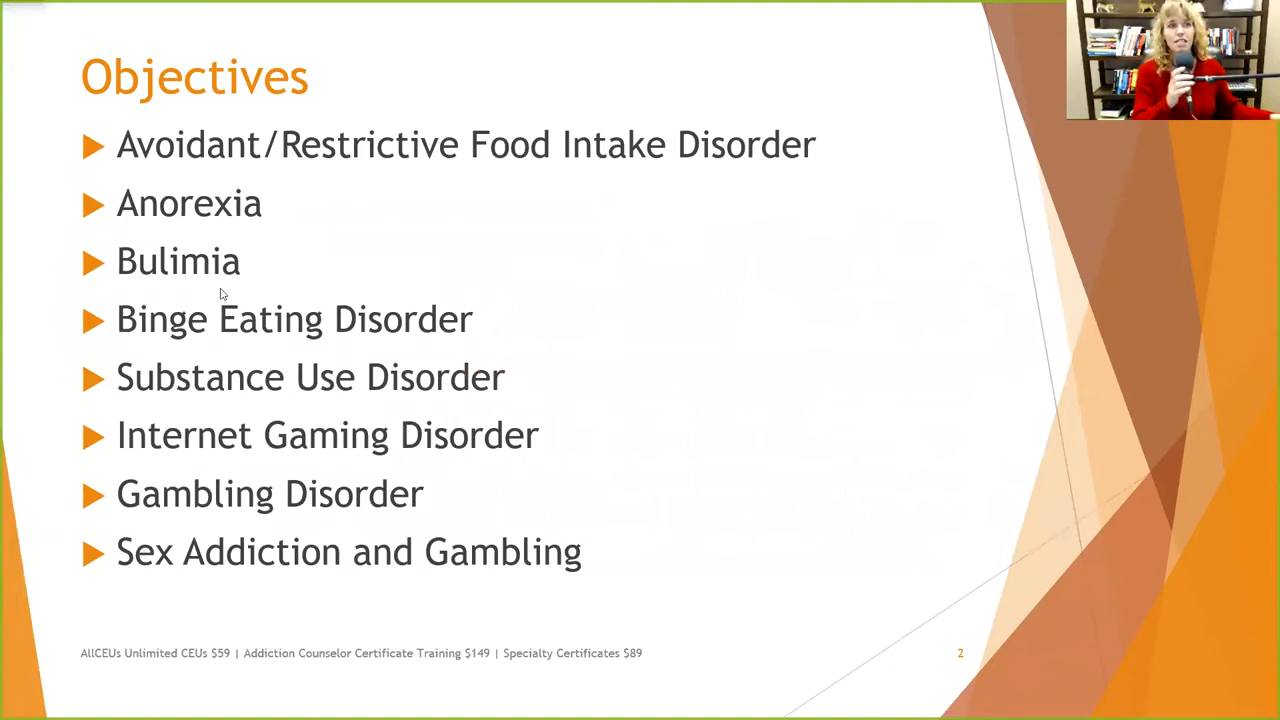 Objectives
Avoidant/Restrictive Food Intake Disorder
Anorexia
Bulimia
Binge Eating Disorder
Substance Use Disorder
Internet Gaming Disorder
Gambling Disorder
Sex Addiction and Gambling
AllCEUs Unlimited CEUs $59 | Addiction Counselor Certificate Training $149 | Specialty Certificates $89
2